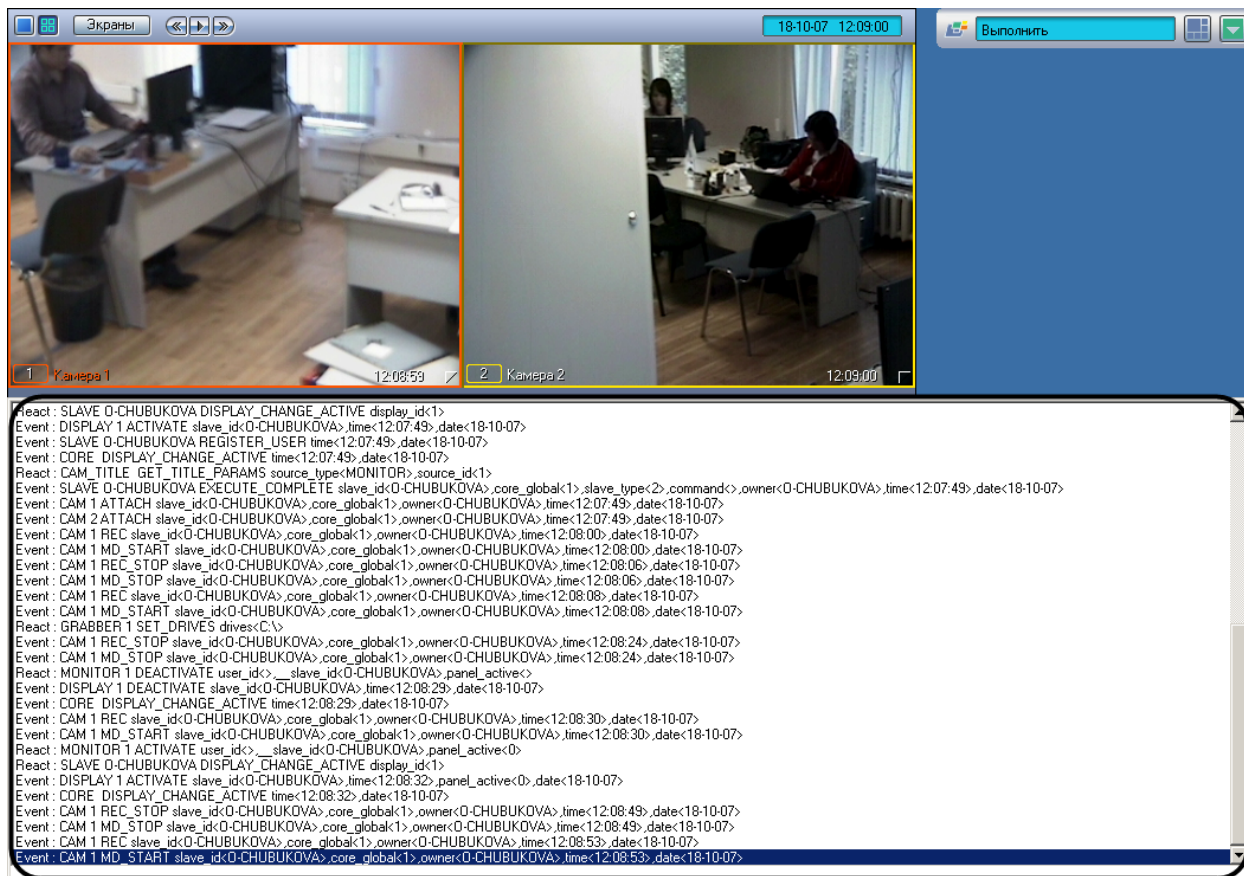 Экраны
18-10-07 12:09:00
Выполнить
1 Камера 1 12:08:59
2 Камера 2 12:09:00
React : SLAVE O-CHUBUKOVA DISPLAY_CHANGE_ACTIVE display_id<1>
Event : DISPLAY 1 ACTIVATE slave_id<O-CHUBUKOVA>,time<12:07:49>,date<18-10-07>
Event : SLAVE O-CHUBUKOVA REGISTER_USER time<12:07:49>,date<18-10-07>
Event : CORE DISPLAY_CHANGE_ACTIVE time<12:07:49>,date<18-10-07>
React : CAM_TITLE GET_TITLE_PARAMS source_type<MONITOR>,source_id<1>
Event : SLAVE O-CHUBUKOVA EXECUTE_COMPLETE slave_id<O-CHUBUKOVA>,core_global<1>,slave_type<2>,command<>,owner<O-CHUBUKOVA>,time<12:07:49>,date<18-10-07>
Event : CAM 1 ATTACH slave_id<O-CHUBUKOVA>,core_global<1>,owner<O-CHUBUKOVA>,time<12:07:49>,date<18-10-07>
Event : CAM 2 ATTACH slave_id<O-CHUBUKOVA>,core_global<1>,owner<O-CHUBUKOVA>,time<12:07:49>,date<18-10-07>
Event : CAM 1 REC slave_id<O-CHUBUKOVA>,core_global<1>,owner<O-CHUBUKOVA>,time<12:08:00>,date<18-10-07>
Event : CAM 1 MD_START slave_id<O-CHUBUKOVA>,core_global<1>,owner<O-CHUBUKOVA>,time<12:08:00>,date<18-10-07>
Event : CAM 1 REC_STOP slave_id<O-CHUBUKOVA>,core_global<1>,owner<O-CHUBUKOVA>,time<12:08:06>,date<18-10-07>
Event : CAM 1 MD_STOP slave_id<O-CHUBUKOVA>,core_global<1>,owner<O-CHUBUKOVA>,time<12:08:06>,date<18-10-07>
Event : CAM 1 REC slave_id<O-CHUBUKOVA>,core_global<1>,owner<O-CHUBUKOVA>,time<12:08:08>,date<18-10-07>
Event : CAM 1 MD_START slave_id<O-CHUBUKOVA>,core_global<1>,owner<O-CHUBUKOVA>,time<12:08:08>,date<18-10-07>
React : GRABBER 1 SET_DRIVES drives<C:\>
Event : CAM 1 REC_STOP slave_id<O-CHUBUKOVA>,core_global<1>,owner<O-CHUBUKOVA>,time<12:08:24>,date<18-10-07>
Event : CAM 1 MD_STOP slave_id<O-CHUBUKOVA>,core_global<1>,owner<O-CHUBUKOVA>,time<12:08:24>,date<18-10-07>
React : MONITOR 1 DEACTIVATE user_id<>,__slave_id<O-CHUBUKOVA>,panel_active<>
Event : DISPLAY 1 DEACTIVATE slave_id<O-CHUBUKOVA>,time<12:08:29>,date<18-10-07>
Event : CORE DISPLAY_CHANGE_ACTIVE time<12:08:29>,date<18-10-07>
Event : CAM 1 REC slave_id<O-CHUBUKOVA>,core_global<1>,owner<O-CHUBUKOVA>,time<12:08:30>,date<18-10-07>
Event : CAM 1 MD_START slave_id<O-CHUBUKOVA>,core_global<1>,owner<O-CHUBUKOVA>,time<12:08:30>,date<18-10-07>
React : MONITOR 1 ACTIVATE user_id<>,__slave_id<O-CHUBUKOVA>,panel_active<0>
React : SLAVE O-CHUBUKOVA DISPLAY_CHANGE_ACTIVE display_id<1>
Event : DISPLAY 1 ACTIVATE slave_id<O-CHUBUKOVA>,time<12:08:32>,panel_active<0>,date<18-10-07>
Event : CORE DISPLAY_CHANGE_ACTIVE time<12:08:32>,date<18-10-07>
Event : CAM 1 REC_STOP slave_id<O-CHUBUKOVA>,core_global<1>,owner<O-CHUBUKOVA>,time<12:08:49>,date<18-10-07>
Event : CAM 1 MD_STOP slave_id<O-CHUBUKOVA>,core_global<1>,owner<O-CHUBUKOVA>,time<12:08:49>,date<18-10-07>
Event : CAM 1 REC slave_id<O-CHUBUKOVA>,core_global<1>,owner<O-CHUBUKOVA>,time<12:08:53>,date<18-10-07>
Event : CAM 1 MD_START slave_id<O-CHUBUKOVA>,core_global<1>,owner<O-CHUBUKOVA>,time<12:08:53>,date<18-10-07>